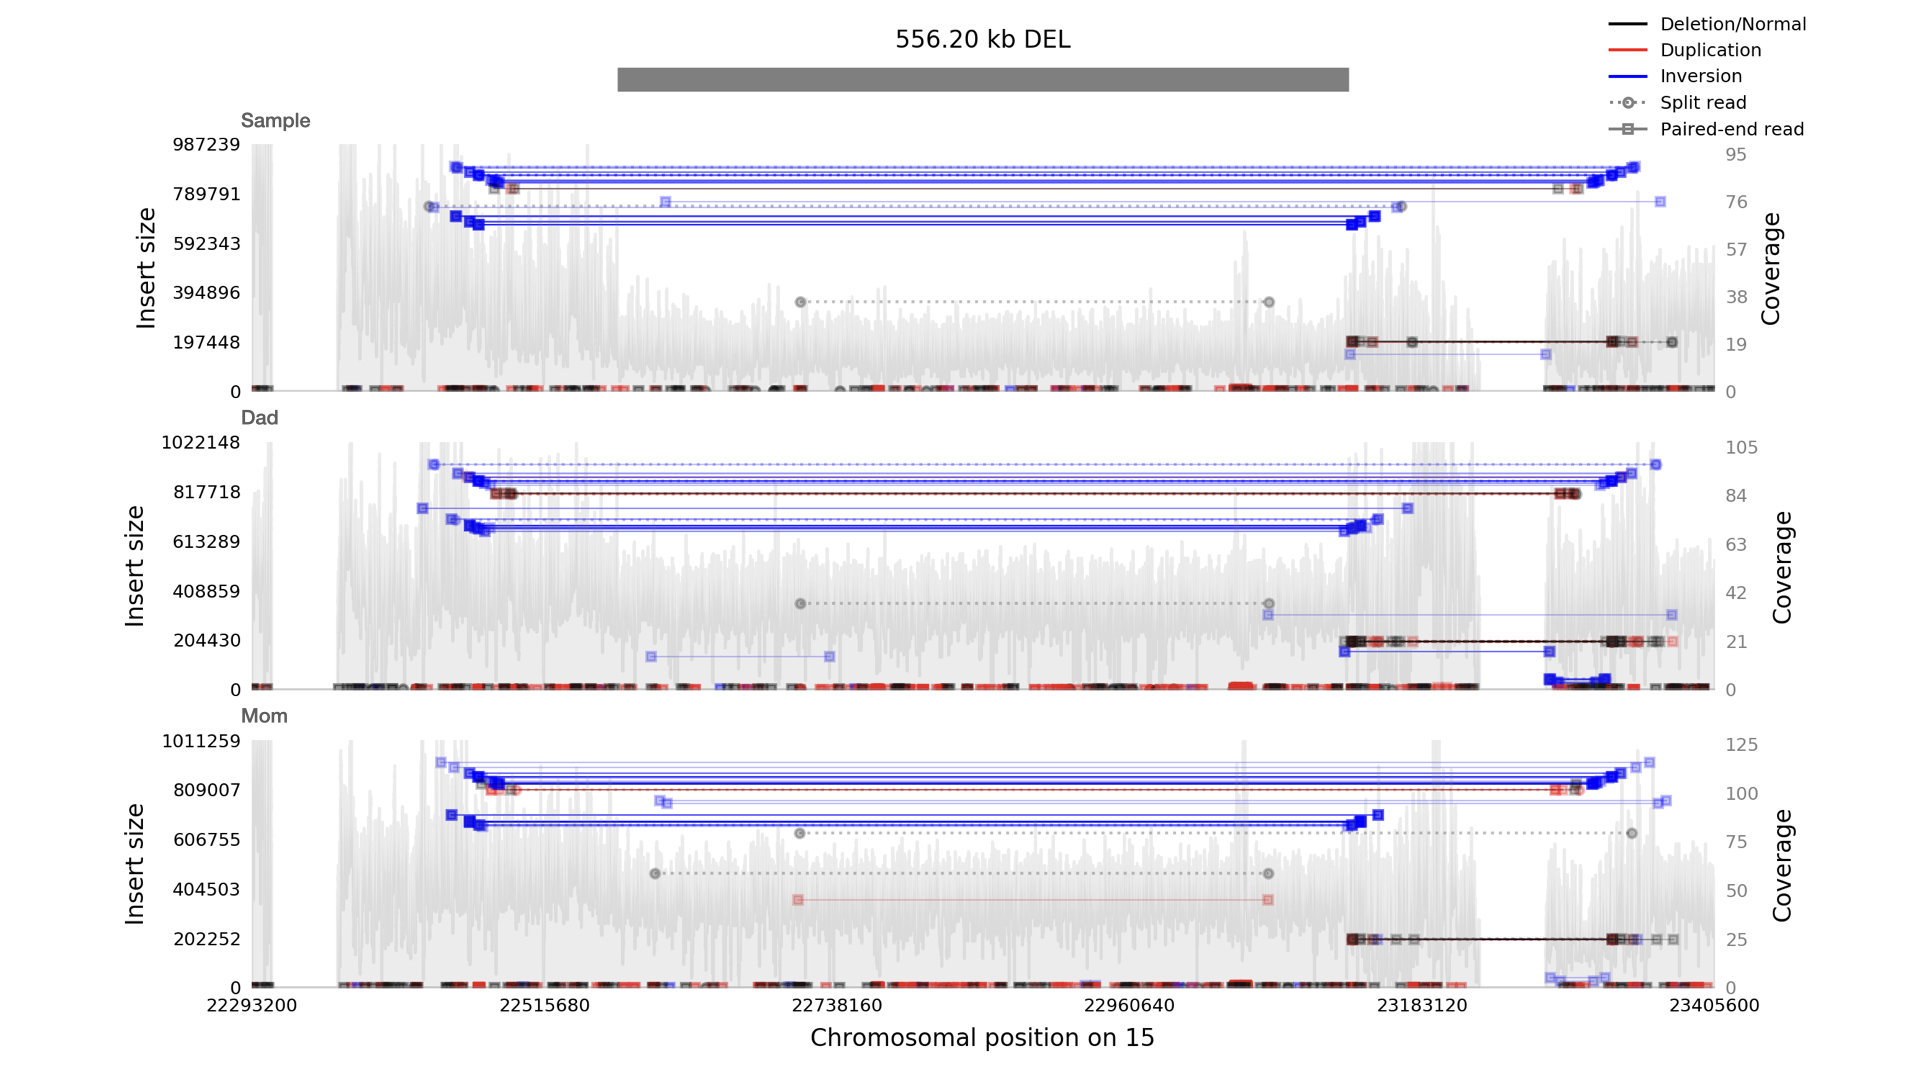 556.20 kb DEL
Deletion/Normal
Duplication
Inversion
Split read
Paired-end read
Sample
987239
789791
592343
394896
197448
0
Insert size
95
76
57
38
19
0
Coverage
Dad
1022148
817718
613289
408859
204430
0
Insert size
105
84
63
42
21
0
Coverage
Mom
1011259
809007
606755
404503
202252
0
Insert size
125
100
75
50
25
0
Coverage
22293200 22515680 22738160 22960640 23183120 23405600
Chromosomal position on 15